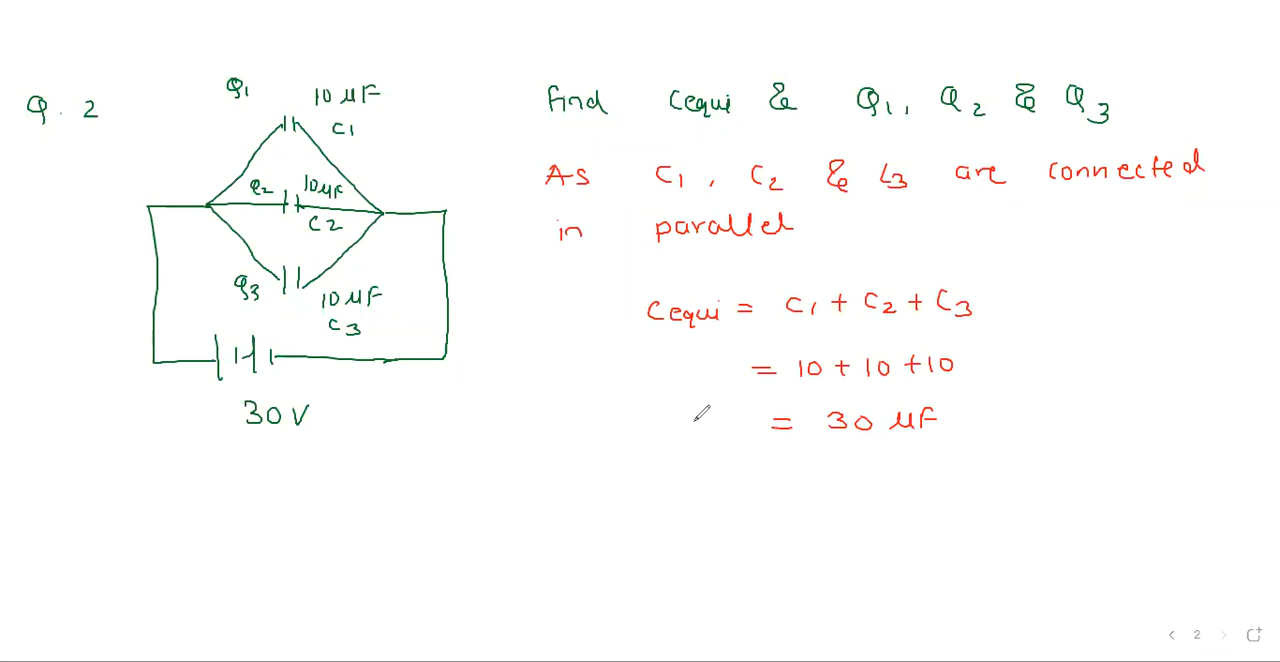 Q. 2
Q1
10 µF
C1
Q2
10µF
C2
Q3
10 µF
C3
30 V
Find Cequi & Q1, Q2 & Q3
As C1, C2 & C3 are connected
in parallel
Cequi = C1 + C2 + C3
= 10 + 10 + 10
= 30 µF
2